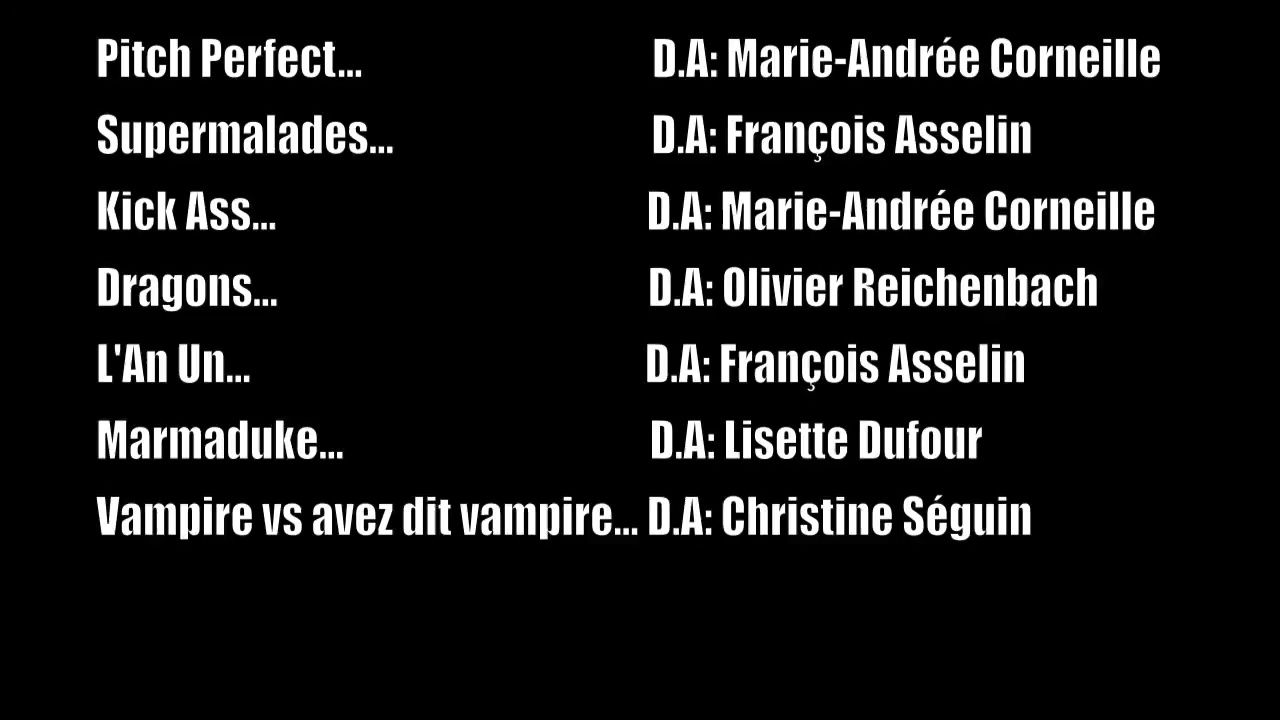 Pitch Perfect... D.A: Marie-Andrée Corneille
Supermalades... D.A: François Asselin
Kick Ass... D.A: Marie-Andrée Corneille
Dragons... D.A: Olivier Reichenbach
L'An Un... D.A: François Asselin
Marmaduke... D.A: Lisette Dufour
Vampire vs avez dit vampire... D.A: Christine Séguin